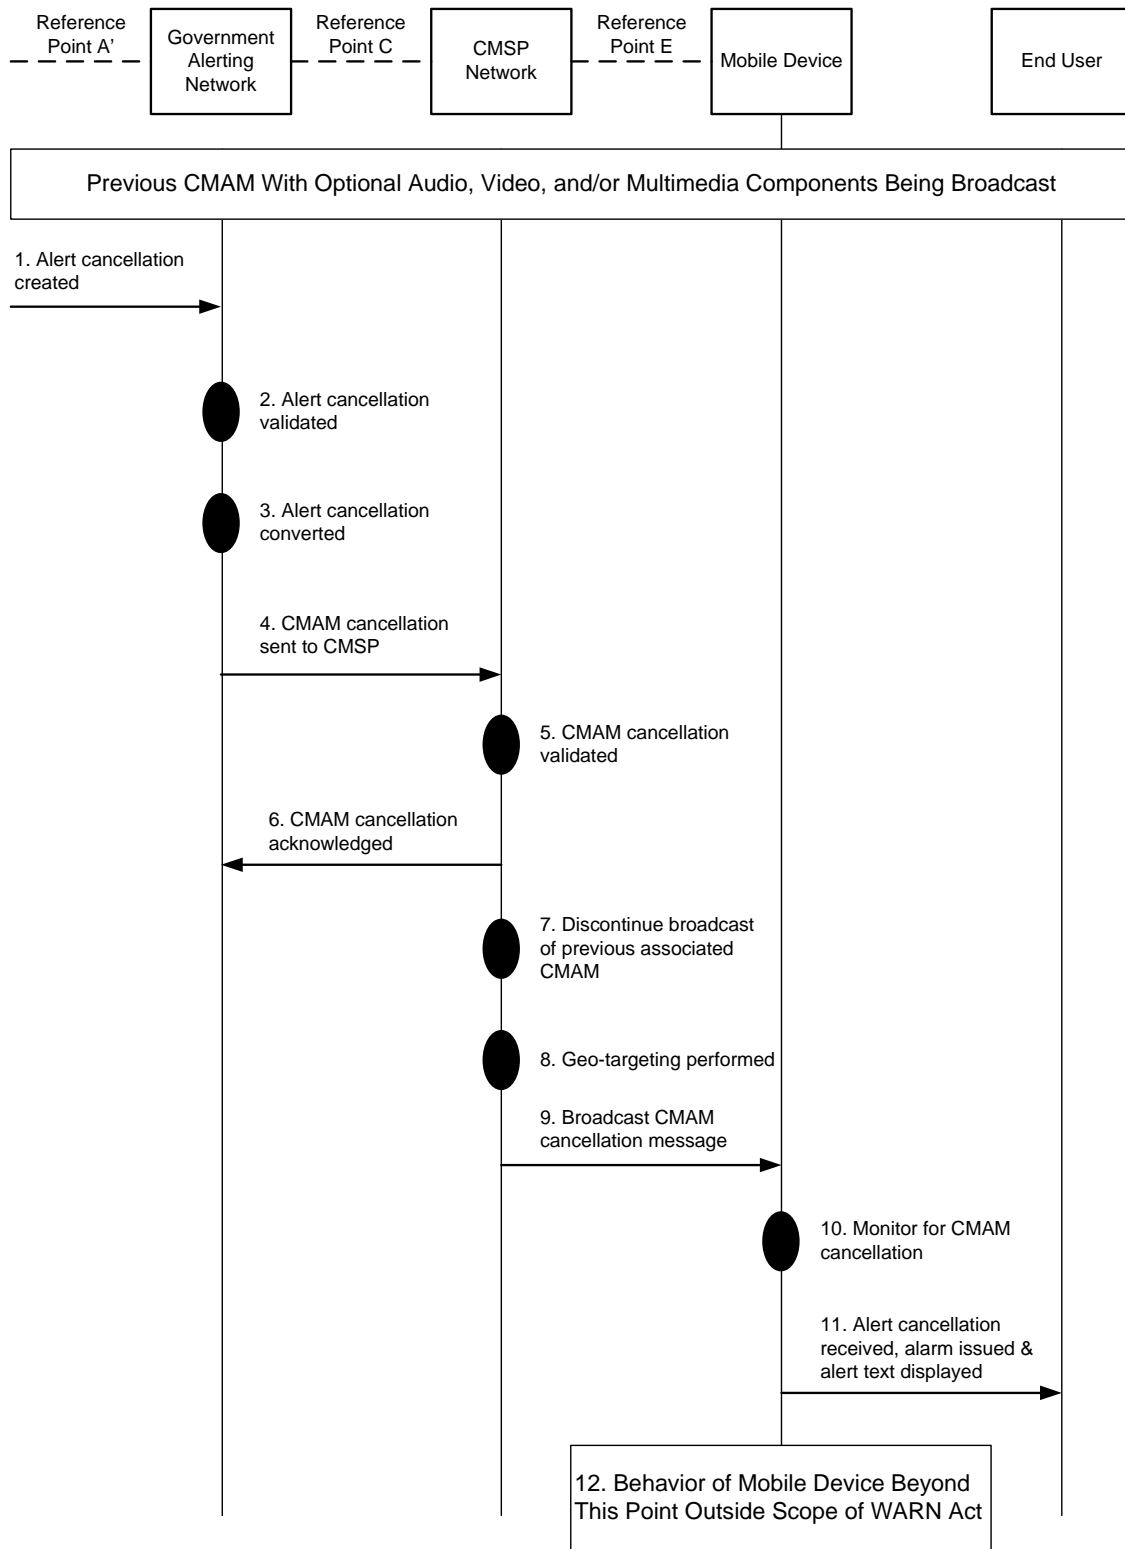 Reference
Point A’
Government
Alerting
Network
Reference
Point C
CMSP
Network
Reference
Point E
Mobile Device
End User
Previous CMAM With Optional Audio, Video, and/or Multimedia Components Being Broadcast
1. Alert cancellation
created
2. Alert cancellation
validated
3. Alert cancellation
converted
4. CMAM cancellation
sent to CMSP
5. CMAM cancellation
validated
6. CMAM cancellation
acknowledged
7. Discontinue broadcast
of previous associated
CMAM
8. Geo-targeting performed
9. Broadcast CMAM
cancellation message
10. Monitor for CMAM
cancellation
11. Alert cancellation
received, alarm issued &
alert text displayed
12. Behavior of Mobile Device Beyond
This Point Outside Scope of WARN Act